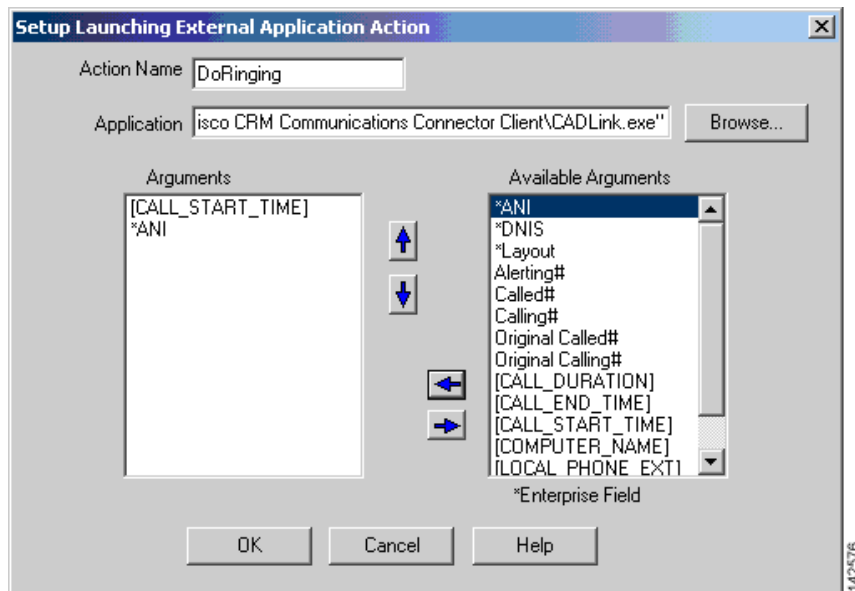 Setup Launching External Application Action
Action Name DoRinging
Application isco CRM Communications Connector Client\CADLink.exe" Browse...
Arguments
[CALL_START_TIME]
*ANI
Available Arguments
*ANI
*DNIS
*Layout
Alerting#
Called#
Calling#
Original Called#
Original Calling#
[CALL_DURATION]
[CALL_END_TIME]
[CALL_START_TIME]
[COMPUTER_NAME]
[LOCAL_PHONE_EXT]
*Enterprise Field
OK Cancel Help
142576